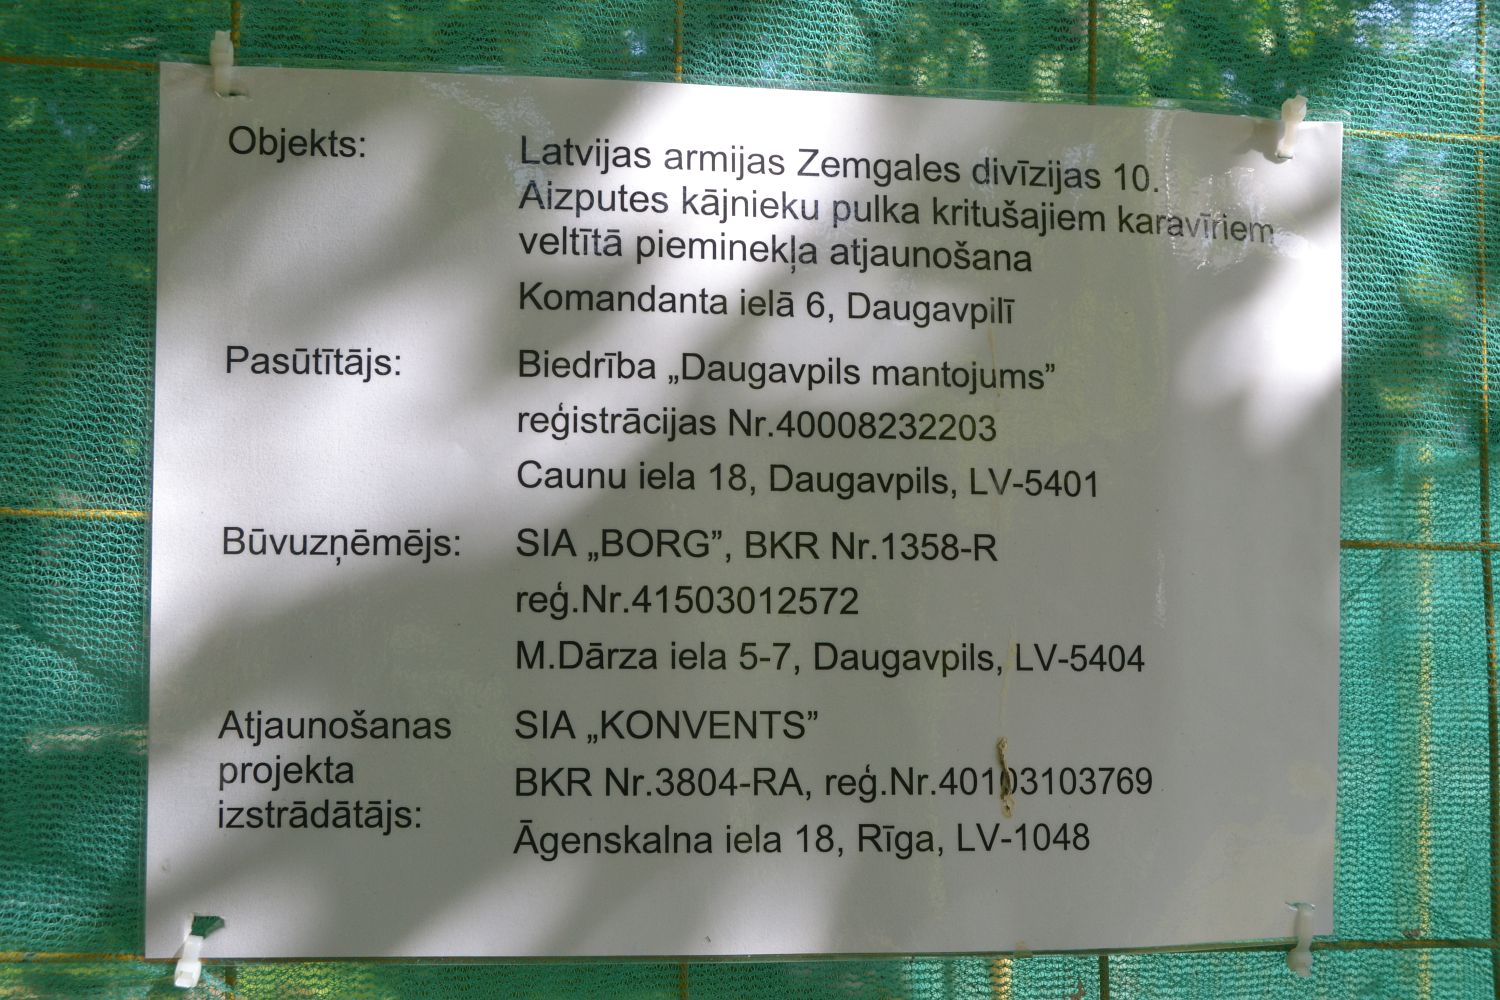 Objekts: Latvijas armijas Zemgales divīzijas 10.
Aizputes kājnieku pulka kritušajiem karavīriem
veltītā pieminekļa atjaunošana
Komandanta ielā 6, Daugavpilī
Pasūtītājs: Biedrība „Daugavpils mantojums”
reģistrācijas Nr.40008232203
Caunu iela 18, Daugavpils, LV-5401
Būvuzņēmējs: SIA „BORG”, BKR Nr.1358-R
reģ.Nr.41503012572
M.Dārza iela 5-7, Daugavpils, LV-5404
Atjaunošanas SIA „KONVENTS”
projekta BKR Nr.3804-RA, reģ.Nr.40103103769
izstrādātājs: Āgenskalna iela 18, Rīga, LV-1048